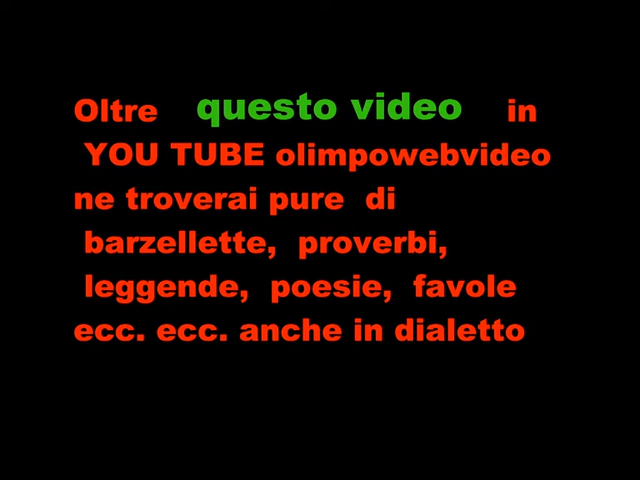 Oltre questo video in
YOU TUBE olimpowebvideo
ne troverai pure di
barzellette, proverbi,
leggende, poesie, favole
ecc. ecc. anche in dialetto